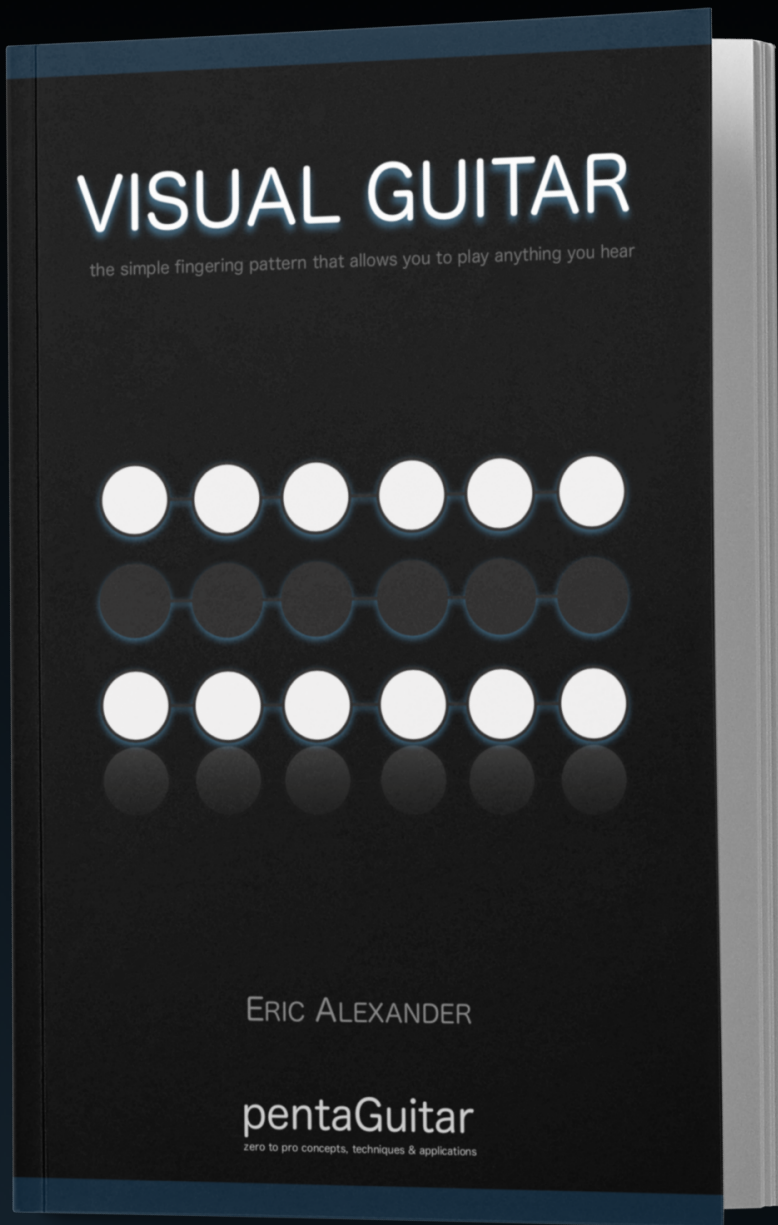 VISUAL GUITAR
the simple fingering pattern that allows you to play anything you hear
ERIC ALEXANDER
pentaGuitar
zero to pro concepts, techniques & applications